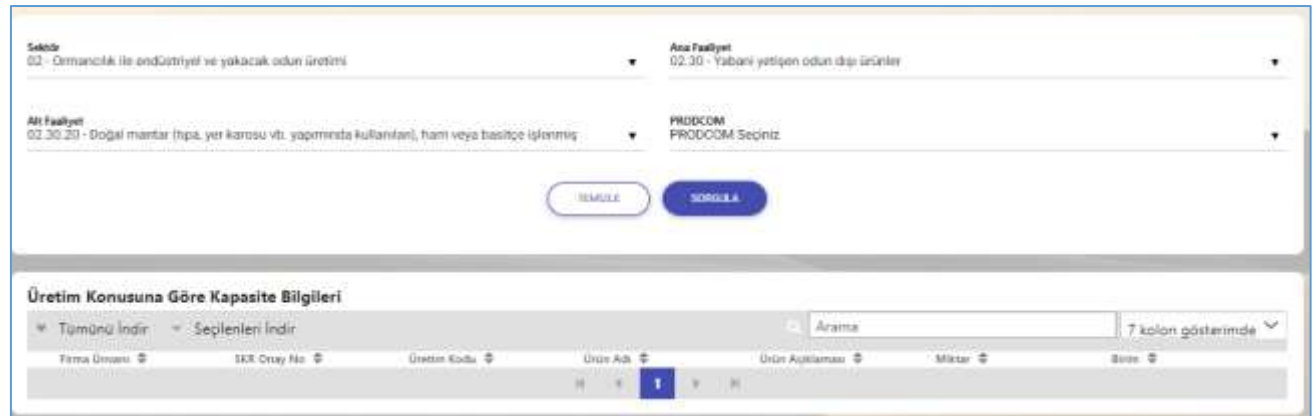 Sektör
02 - Ormancılık ile endüstriyel ve yakacak odun üretimi
Ana Faaliyet
02.30 - Yabani yetişen odun dışı ürünler
Alt Faaliyet
02.30.20 - Doğal mantar (tıpa, yer karosu vb. yapımında kullanılan), ham veya basitçe işlenmiş
PRODCOM
PRODCOM Seçiniz
TEMİZLE
SORGULA
Üretim Konusuna Göre Kapasite Bilgileri
Tümünü İndir
Seçilenleri İndir
Arama
7 kolon gösterimde
Firma Ünvanı
SKR Onay No
Üretim Kodu
Ürün Adı
Ürün Açıklaması
Miktar
Birim
1